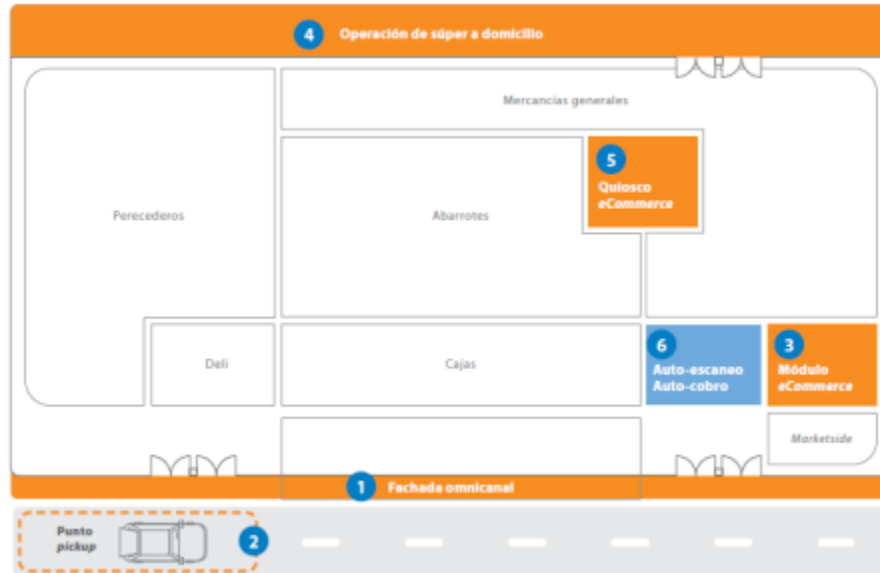 4 Operación de súper a domicilio
Mercancías generales
5
Quiosco
eCommerce
Perecederos
Abarrotes
6
Auto-escaneo
Auto-cobro
3
Módulo
eCommerce
Deli
Cajas
Marketside
1 Fachada omnicanal
Punto
pickup
2